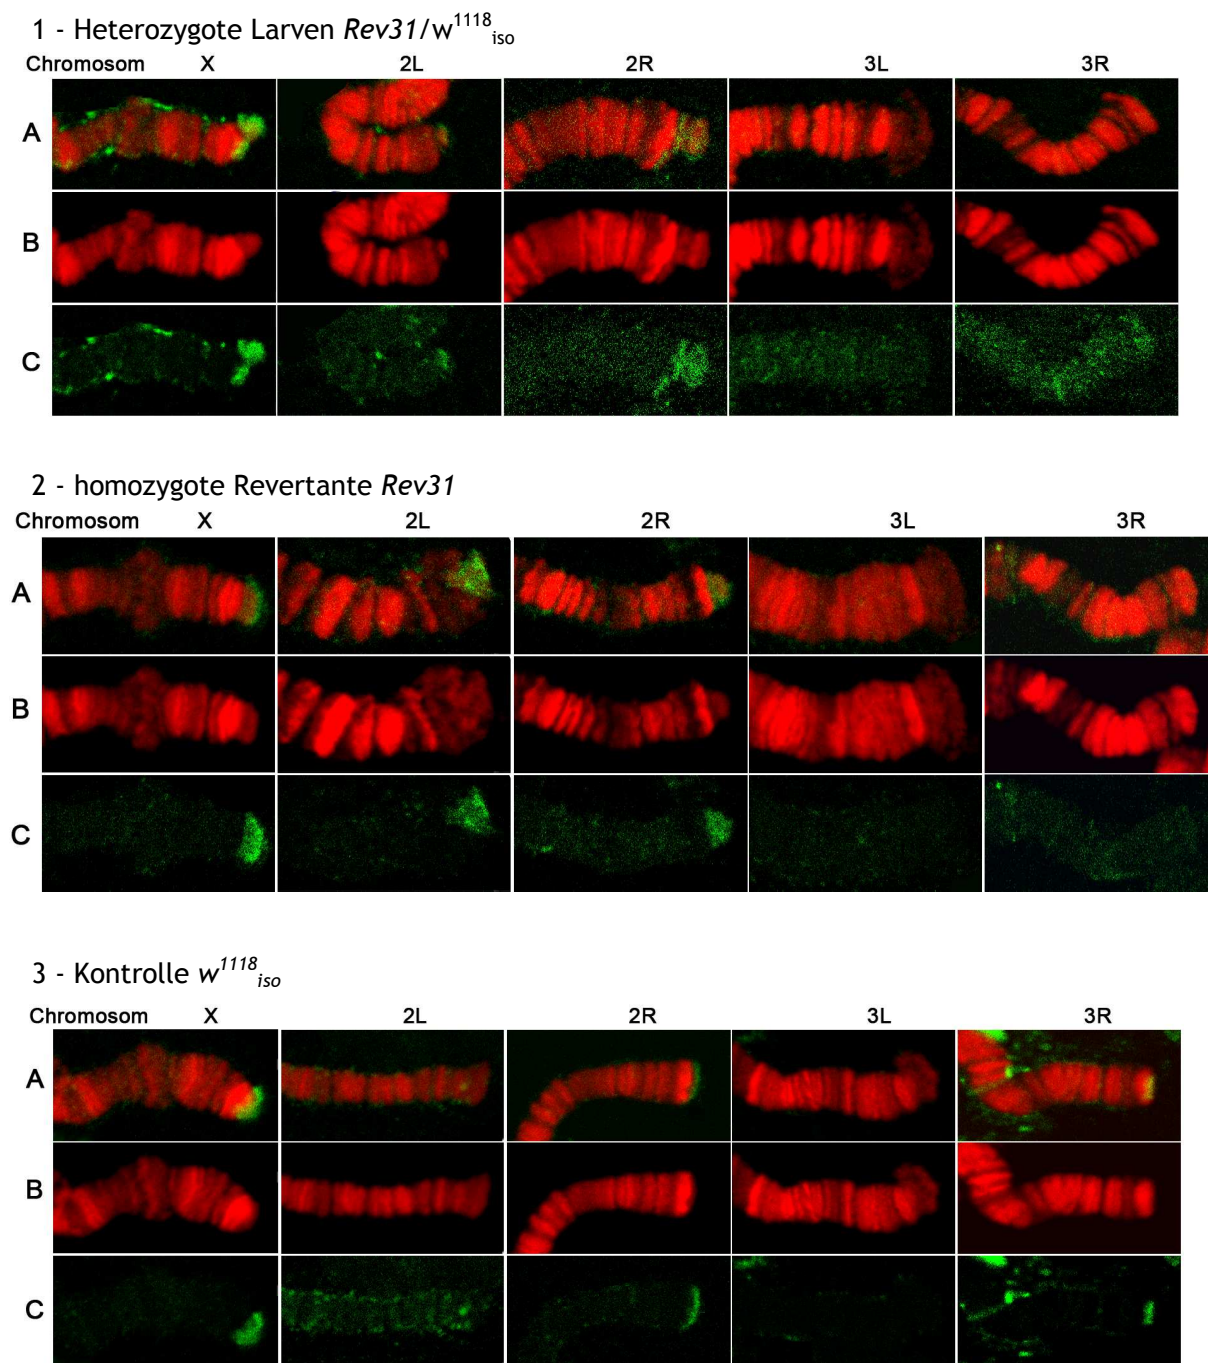 1 - Heterozygote Larven Rev31/w1118iso
Chromosom X 2L 2R 3L 3R
A
B
C
2 - homozygote Revertante Rev31
Chromosom X 2L 2R 3L 3R
A
B
C
3 - Kontrolle w1118iso
Chromosom X 2L 2R 3L 3R
A
B
C